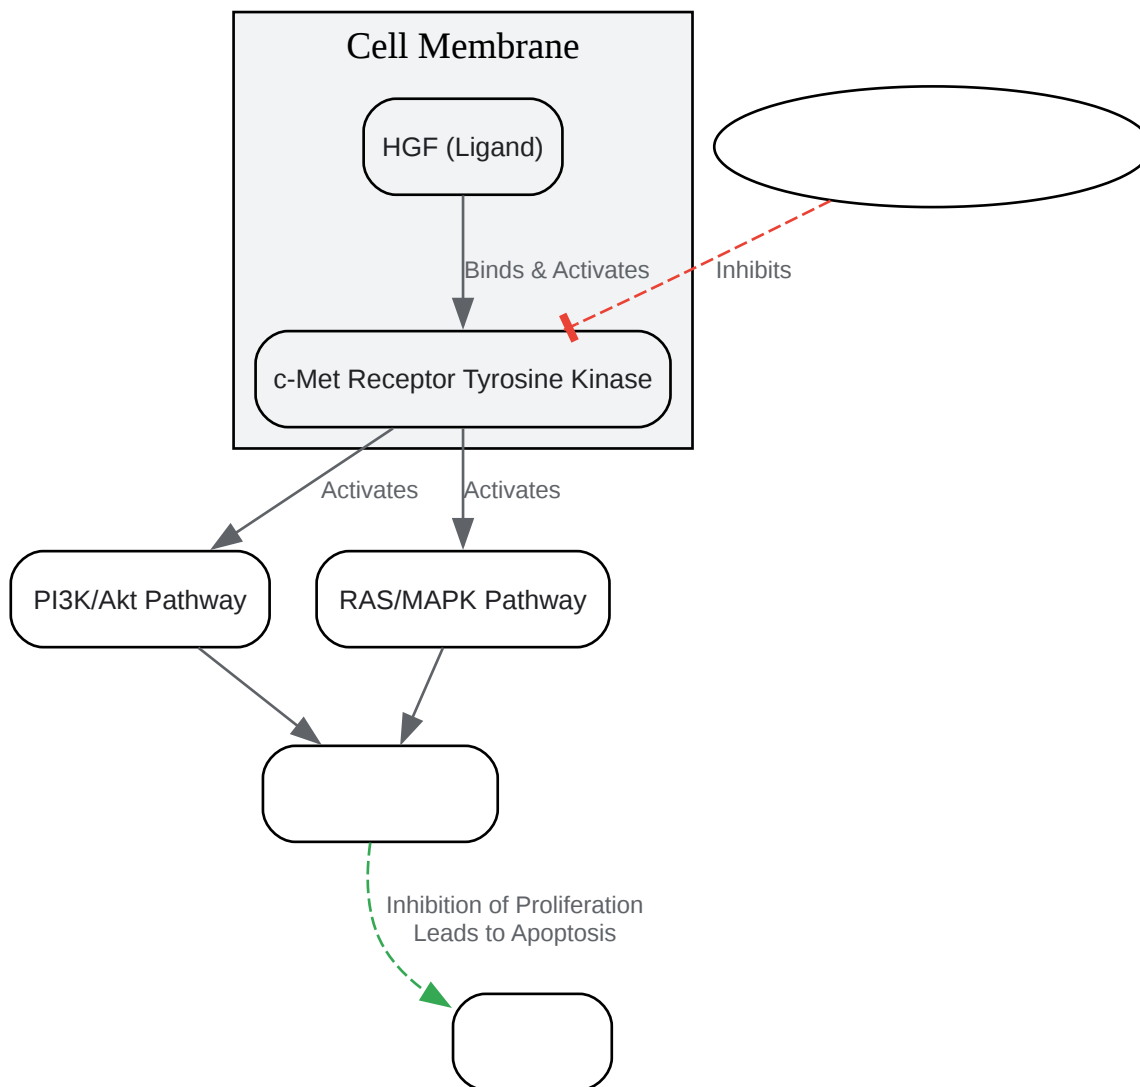 Cell Membrane
HGF (Ligand)
Binds & Activates
Inhibits
c-Met Receptor Tyrosine Kinase
Activates
Activates
PI3K/Akt Pathway
RAS/MAPK Pathway
Inhibition of Proliferation
Leads to Apoptosis